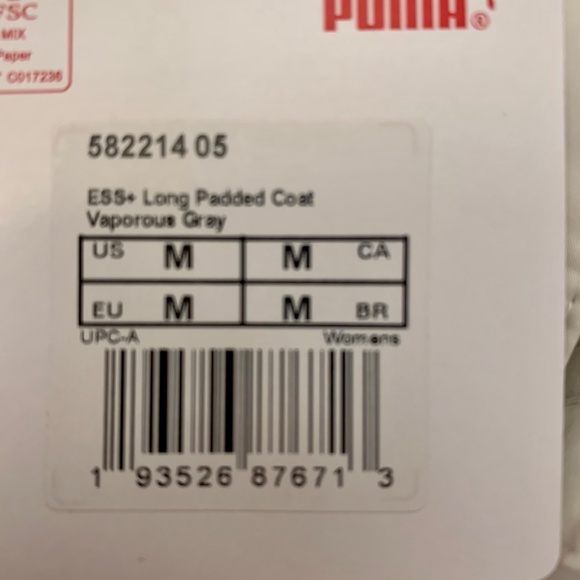 FSC
MIX
Paper
C017236
PUMA®
582214 05
ESS+ Long Padded Coat
Vaporous Gray
US M M CA
EU M M BR
UPC-A Womens
1 93526 87671 3